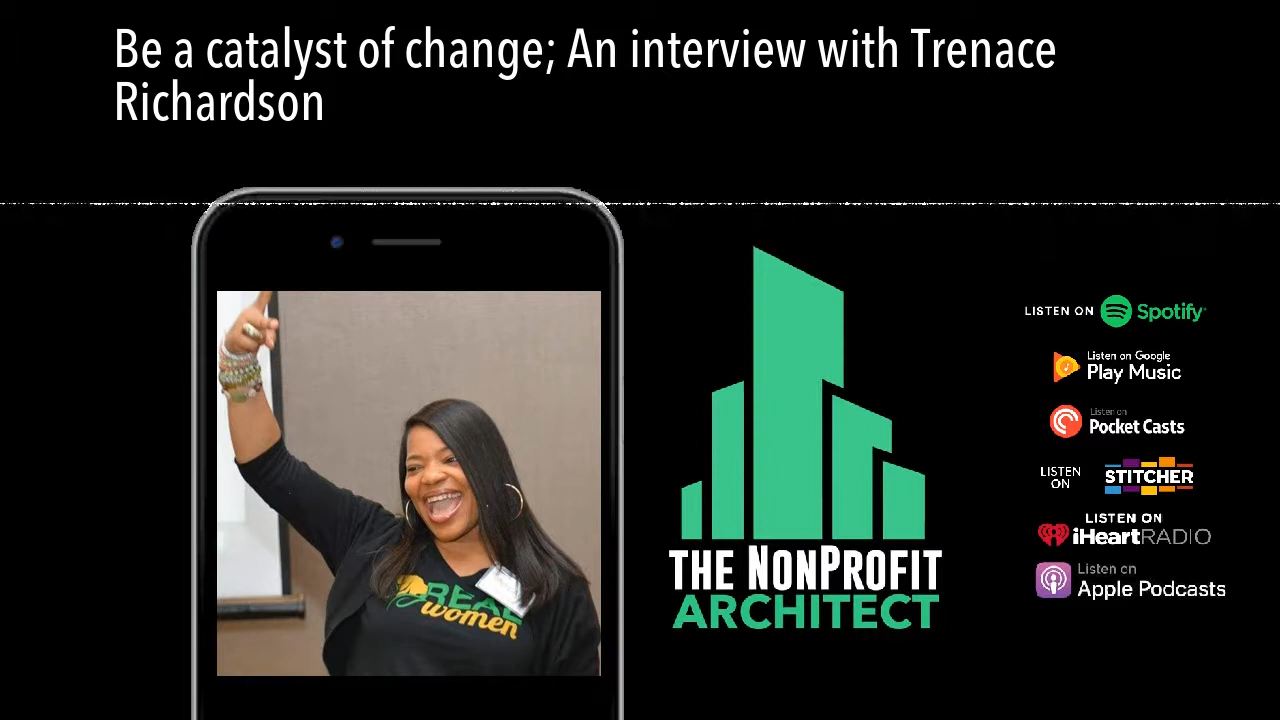 Be a catalyst of change; An interview with Trenace
Richardson
REAL
women
THE NONPROFIT
ARCHITECT
LISTEN ON Spotify
Listen on Google
Play Music
Listen on
Pocket Casts
LISTEN
ON
STITCHER
LISTEN ON
iHeartRADIO
Listen on
Apple Podcasts